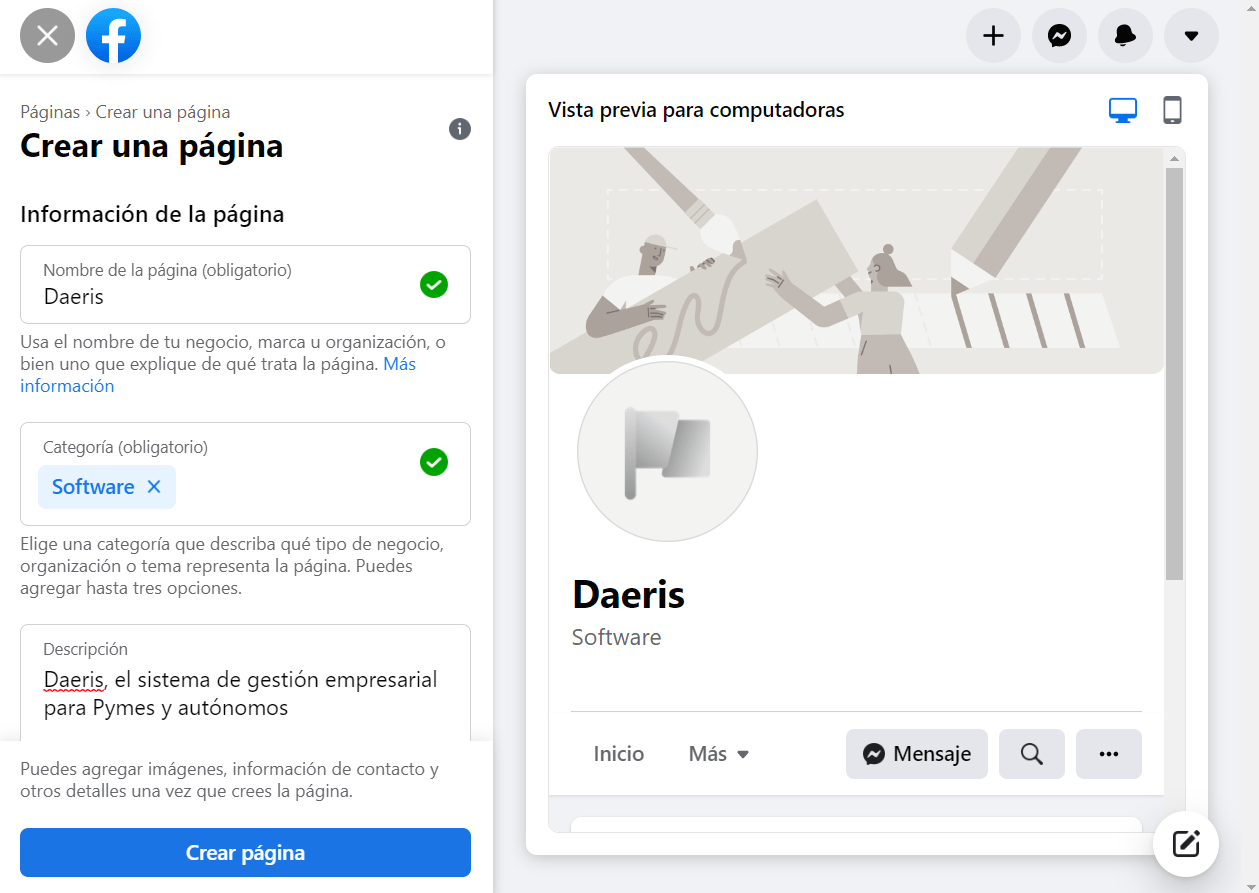 Páginas › Crear una página
Crear una página
Información de la página
Nombre de la página (obligatorio)
Daeris
Usa el nombre de tu negocio, marca u organización, o
bien uno que explique de qué trata la página. Más
información
Categoría (obligatorio)
Software
Elige una categoría que describa qué tipo de negocio,
organización o tema representa la página. Puedes
agregar hasta tres opciones.
Descripción
Daeris, el sistema de gestión empresarial
para Pymes y autónomos
Puedes agregar imágenes, información de contacto y
otros detalles una vez que crees la página.
Crear página
Vista previa para computadoras
Daeris
Software
Inicio Más Mensaje